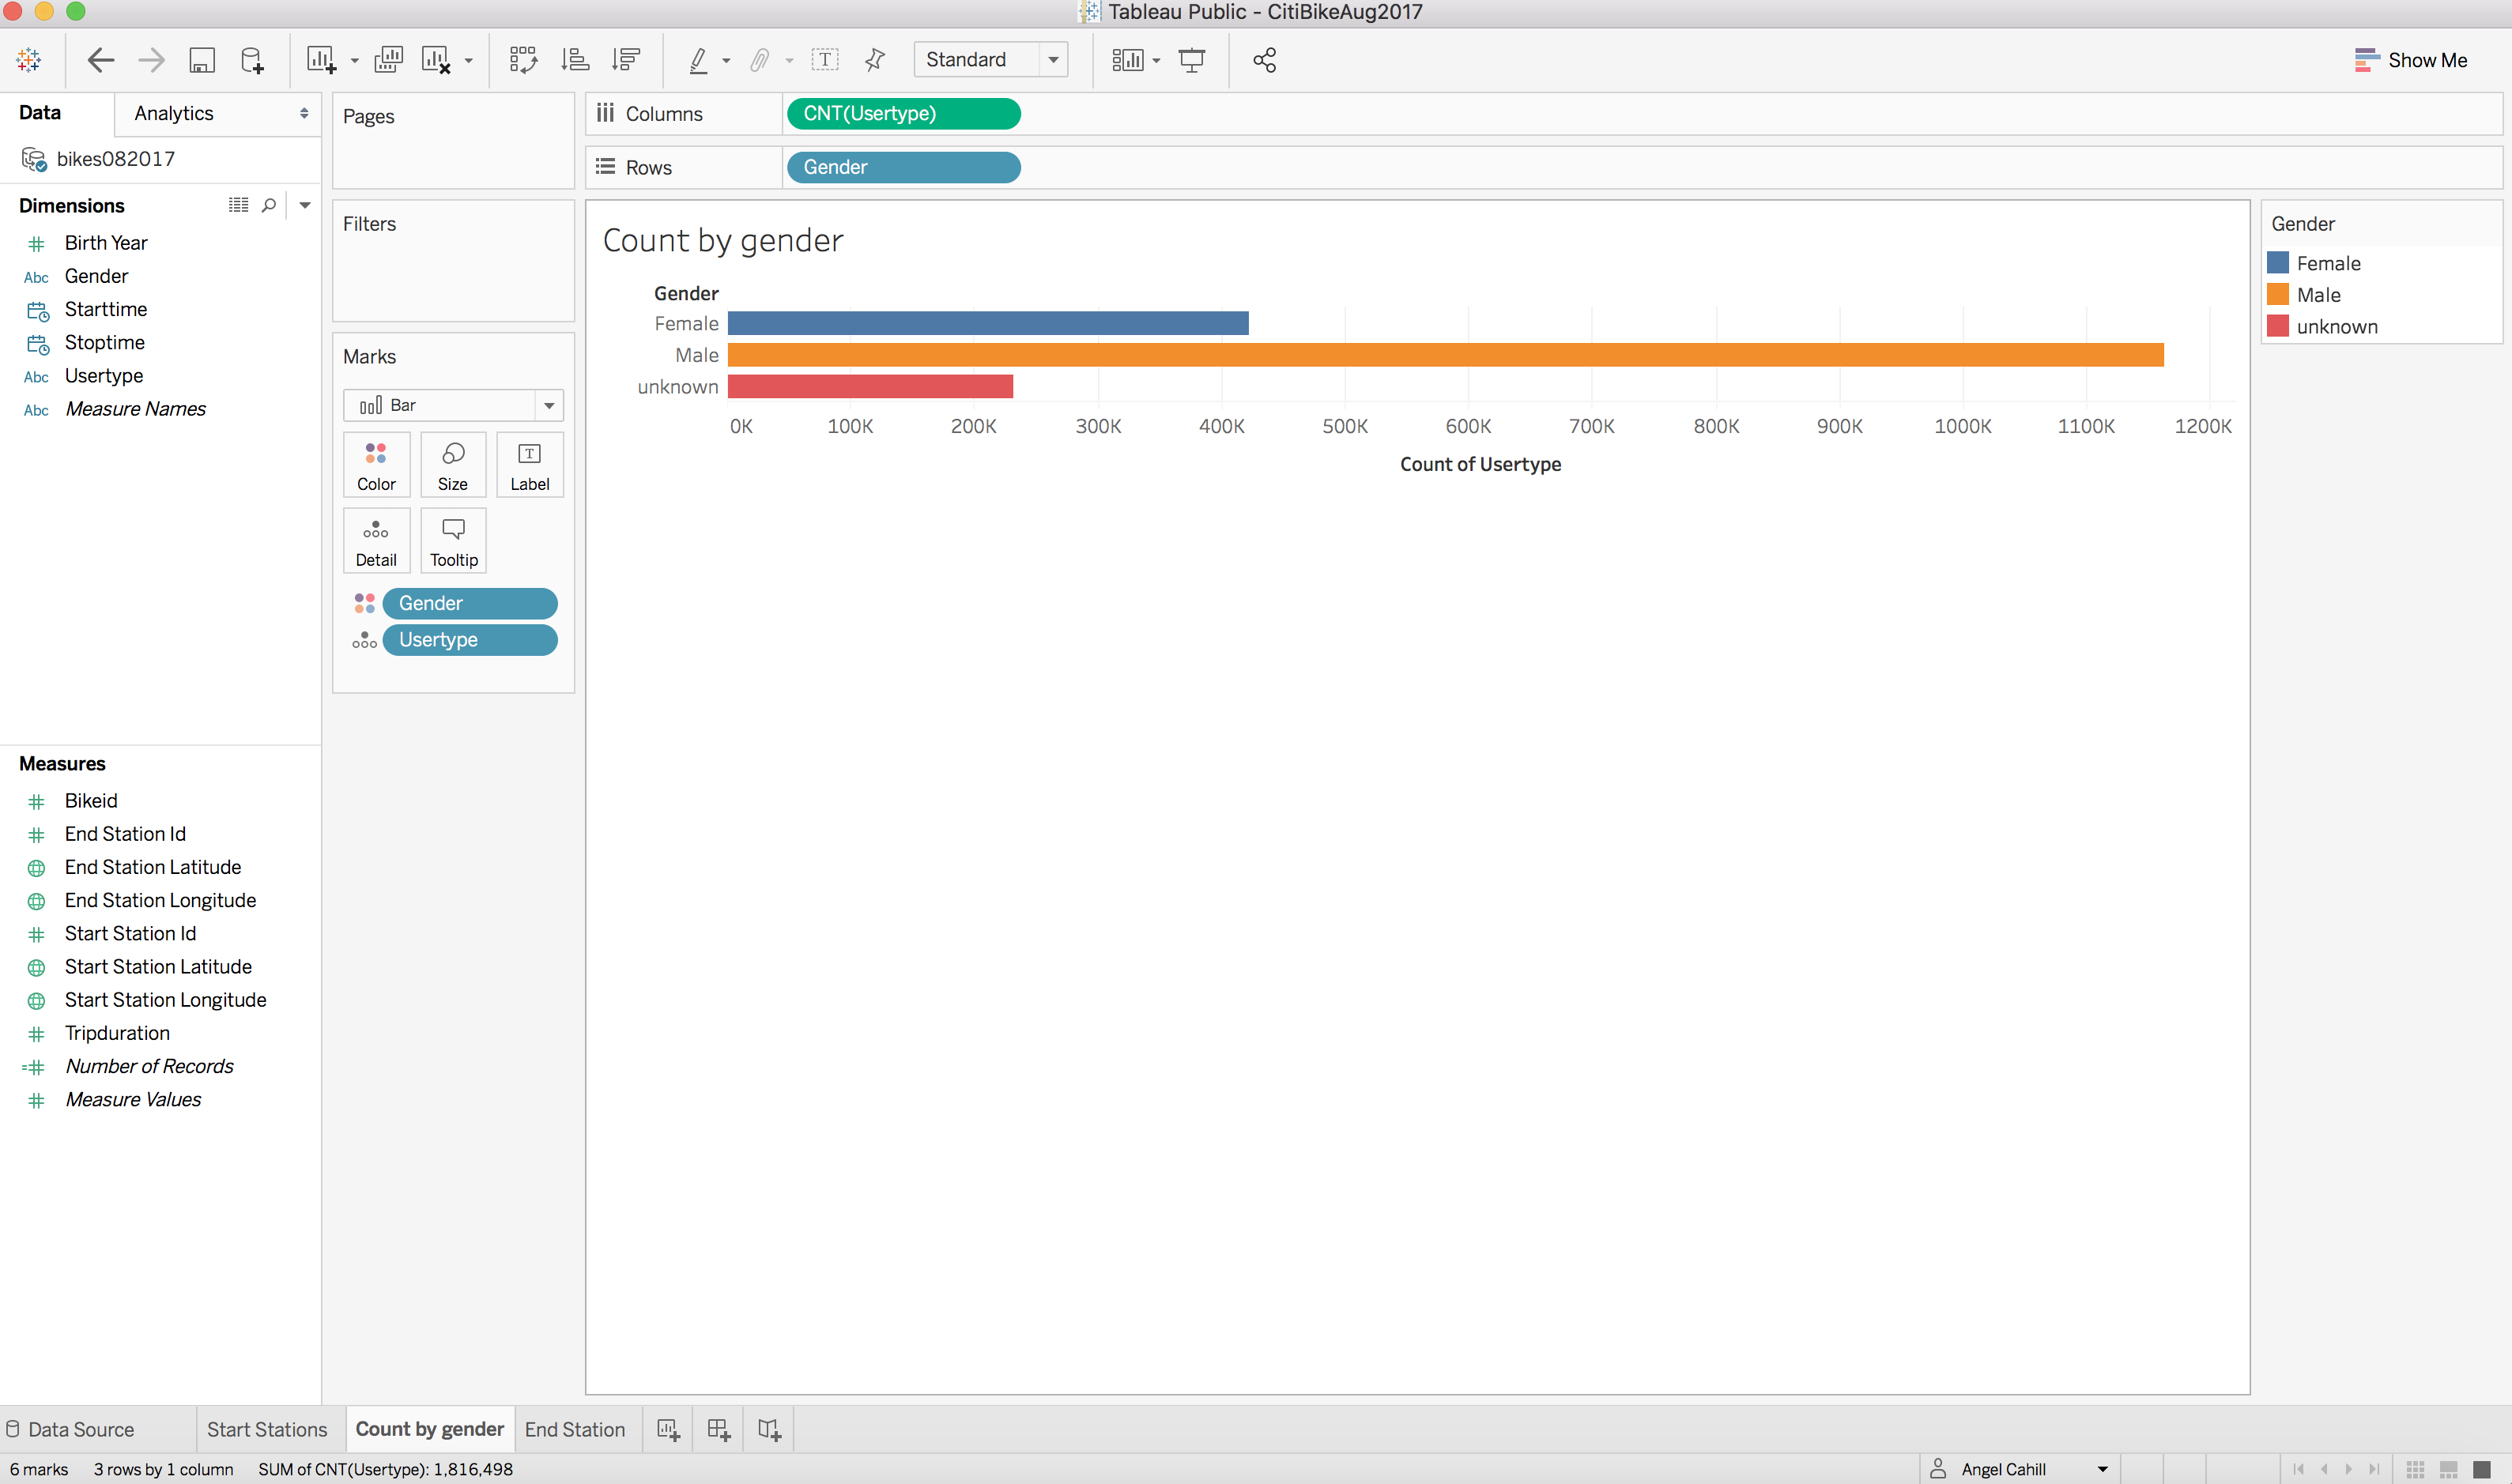 Tableau Public - CitiBikeAug2017
Standard
Show Me
Data
Analytics
bikes082017
Dimensions
Birth Year
Abc Gender
Starttime
Stoptime
Abc Usertype
Abc Measure Names
Measures
Bikeid
End Station Id
End Station Latitude
End Station Longitude
Start Station Id
Start Station Latitude
Start Station Longitude
Tripduration
Number of Records
Measure Values
Pages
Filters
Marks
Bar
Color Size Label
Detail Tooltip
Gender
Usertype
Columns CNT(Usertype)
Rows Gender
Count by gender
Gender
Female
Male
unknown
0K 100K 200K 300K 400K 500K 600K 700K 800K 900K 1000K 1100K 1200K
Count of Usertype
Gender
Female
Male
unknown
Data Source Start Stations Count by gender End Station
6 marks 3 rows by 1 column SUM of CNT(Usertype): 1,816,498 Angel Cahill